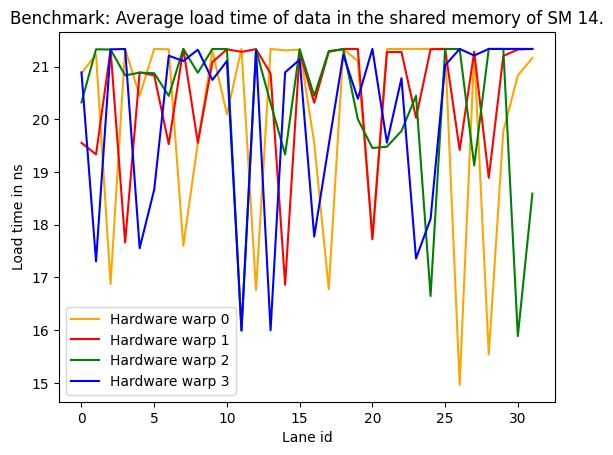 Benchmark: Average load time of data in the shared memory of SM 14.
Load time in ns
21
20
19
18
17
16
15
Hardware warp 0
Hardware warp 1
Hardware warp 2
Hardware warp 3
0 5 10 15 20 25 30
Lane id